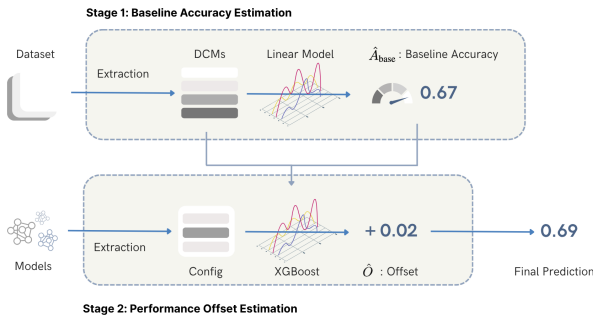 Stage 1: Baseline Accuracy Estimation
Dataset
Extraction
DCMs
Linear Model
Â_base : Baseline Accuracy
0.67
Models
Extraction
Config
XGBoost
+ 0.02
Ô : Offset
0.69
Final Prediction
Stage 2: Performance Offset Estimation